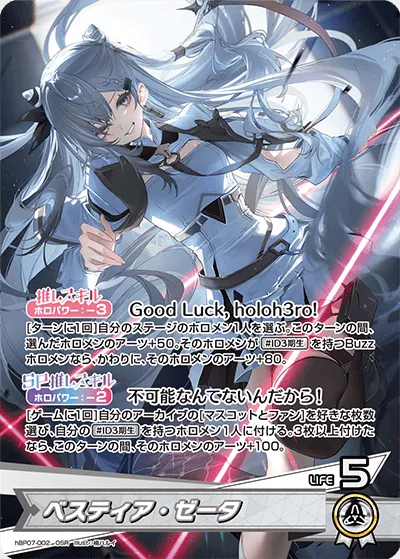 推しスキル
ホロパワー：-3
Good Luck, holoh3ro!
[ターンに1回]自分のステージのホロメン1人を選ぶ。このターンの間、
選んだホロメンのアーツ+50。そのホロメンが #ID3期生 を持つBuzz
ホロメンなら、かわりに、そのホロメンのアーツ+80。
SP推しスキル
ホロパワー：-2
不可能なんてないんだから！
[ゲームに1回]自分のアーカイブの[マスコットとファン]を好きな枚数
選び、自分の #ID3期生 を持つホロメン1人に付ける。3枚以上付けた
なら、このターンの間、そのホロメンのアーツ+100。
LIFE 5
ベスティア・ゼータ
hBP07-002 OSR illust: